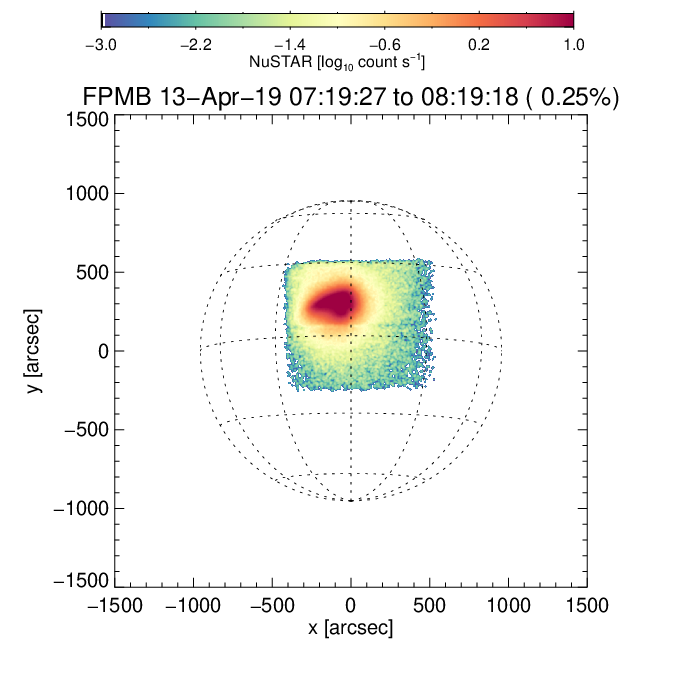 −3.0 −2.2 −1.4 −0.6 0.2 1.0
NuSTAR [log₁₀ count s⁻¹]
FPMB 13−Apr−19 07:19:27 to 08:19:18 ( 0.25%)
1500
1000
500
0
−500
−1000
−1500
y [arcsec]
−1500 −1000 −500 0 500 1000 1500
x [arcsec]